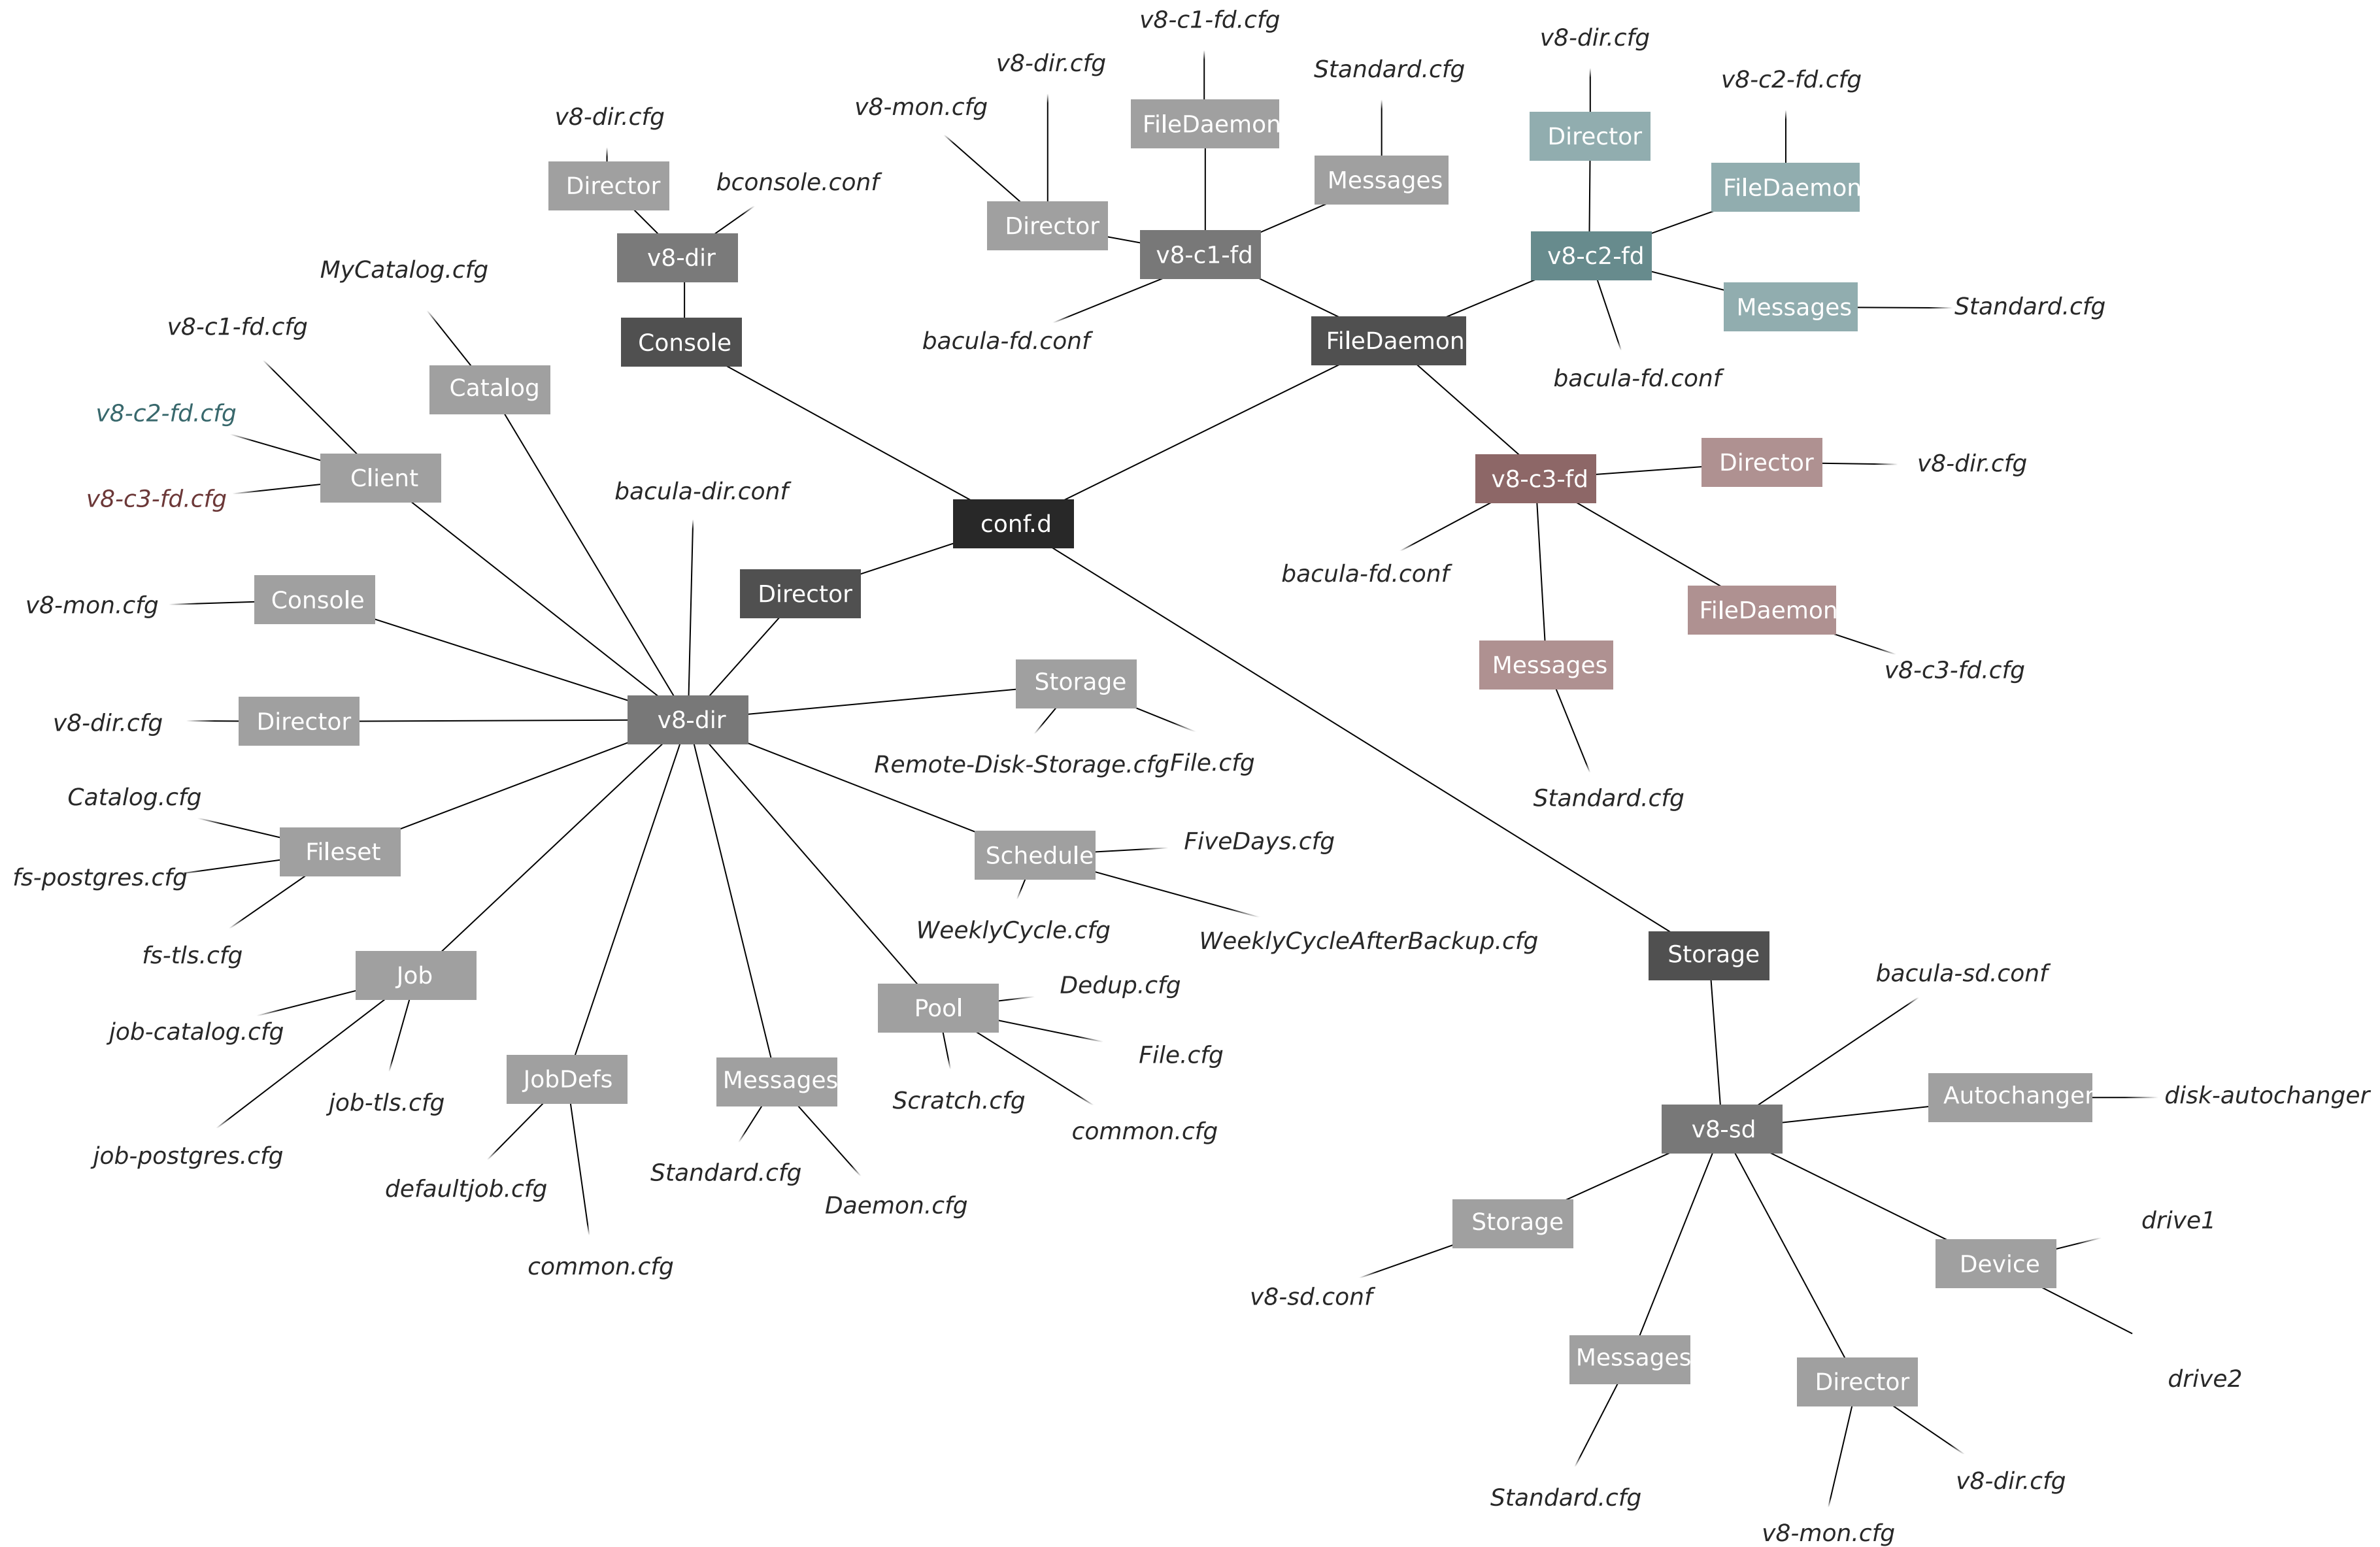 v8-c1-fd.cfg
v8-dir.cfg
v8-dir.cfg
Standard.cfg
v8-c2-fd.cfg
v8-mon.cfg
v8-dir.cfg
FileDaemon
Director
Messages
FileDaemon
Director
bconsole.conf
Director
v8-dir
v8-c1-fd
v8-c2-fd
MyCatalog.cfg
Messages
Standard.cfg
v8-c1-fd.cfg
Console
bacula-fd.conf
FileDaemon
bacula-fd.conf
Catalog
v8-c2-fd.cfg
Client
v8-c3-fd.cfg
bacula-dir.conf
conf.d
v8-c3-fd
Director
v8-dir.cfg
bacula-fd.conf
v8-mon.cfg
Console
Director
FileDaemon
Messages
v8-c3-fd.cfg
v8-dir.cfg
Director
v8-dir
Storage
Remote-Disk-Storage.cfg
File.cfg
Standard.cfg
Catalog.cfg
Fileset
fs-postgres.cfg
fs-tls.cfg
Schedule
FiveDays.cfg
WeeklyCycle.cfg
WeeklyCycleAfterBackup.cfg
Storage
bacula-sd.conf
Job
job-catalog.cfg
job-tls.cfg
job-postgres.cfg
Pool
Dedup.cfg
File.cfg
Scratch.cfg
common.cfg
JobDefs
Messages
defaultjob.cfg
common.cfg
Standard.cfg
Daemon.cfg
Autochanger
disk-autochanger
v8-sd
Storage
v8-sd.conf
drive1
Device
drive2
Messages
Director
Standard.cfg
v8-dir.cfg
v8-mon.cfg